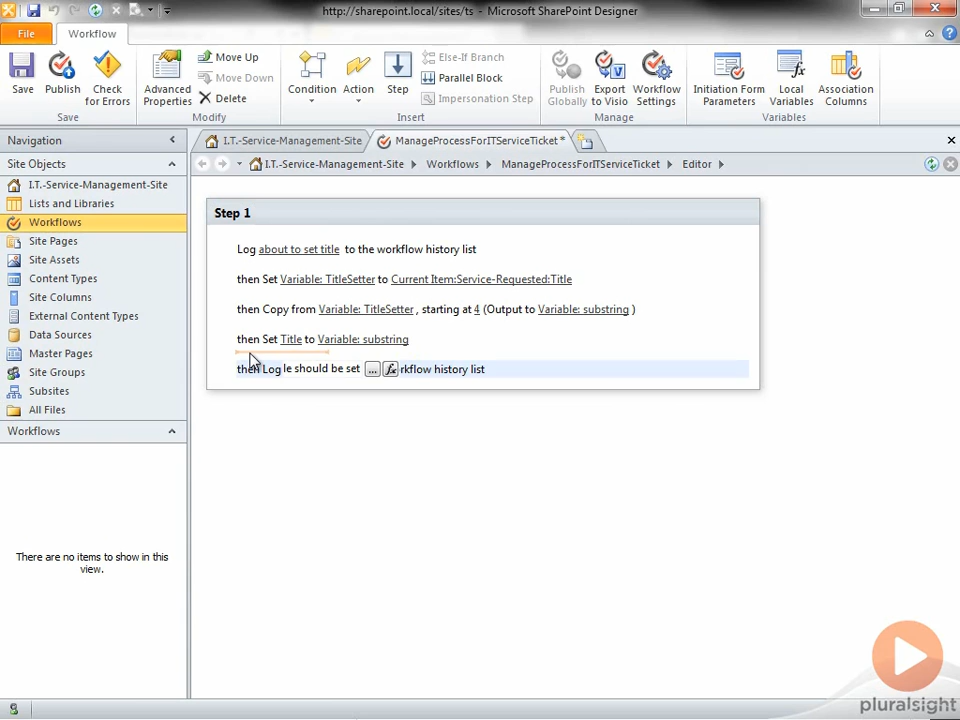 http://sharepoint.local/sites/ts - Microsoft SharePoint Designer
File
Workflow
Save
Publish
Check for Errors
Save
Advanced Properties
Move Up
Move Down
Delete
Modify
Condition
Action
Step
Else-If Branch
Parallel Block
Impersonation Step
Insert
Publish Globally
Export to Visio
Workflow Settings
Manage
Initiation Form Parameters
Local Variables
Association Columns
Variables
Navigation
I.T.-Service-Management-Site
ManageProcessForITServiceTicket *
Site Objects
I.T.-Service-Management-Site
Workflows
ManageProcessForITServiceTicket
Editor
I.T.-Service-Management-Site
Lists and Libraries
Workflows
Site Pages
Site Assets
Content Types
Site Columns
External Content Types
Data Sources
Master Pages
Site Groups
Subsites
All Files
Workflows
There are no items to show in this
view.
Step 1
Log about to set title to the workflow history list
then Set Variable: TitleSetter to Current Item:Service-Requested:Title
then Copy from Variable: TitleSetter , starting at 4 (Output to Variable: substring )
then Set Title to Variable: substring
then Log le should be set ... fx rkflow history list
pluralsight